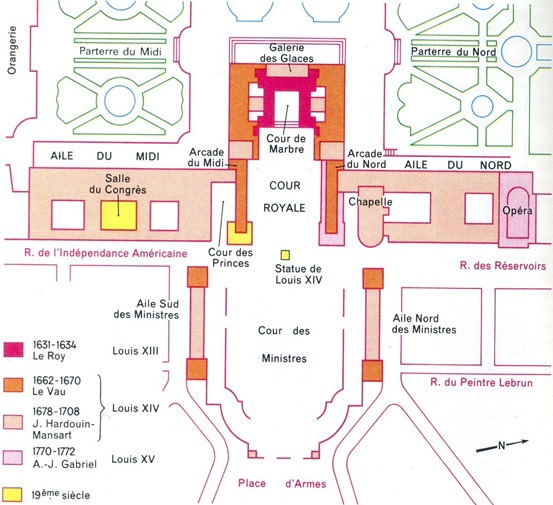 Orangerie
Parterre du Midi
Galerie
des Glaces
Parterre du Nord
Cour de
Marbre
AILE DU MIDI
Arcade
du Midi
Arcade
du Nord
AILE DU NORD
Salle
du Congrès
COUR
ROYALE
Chapelle
Opéra
R. de l'Indépendance Américaine
Cour des
Princes
Statue de
Louis XIV
R. des Réservoirs
Aile Sud
des Ministres
Cour des
Ministres
Aile Nord
des Ministres
1631-1634
Le Roy
Louis XIII
1662-1670
Le Vau
1678-1708
J. Hardouin-
Mansart
Louis XIV
1770-1772
A.-J. Gabriel
Louis XV
19ème siècle
R. du Peintre Lebrun
N
Place d'Armes